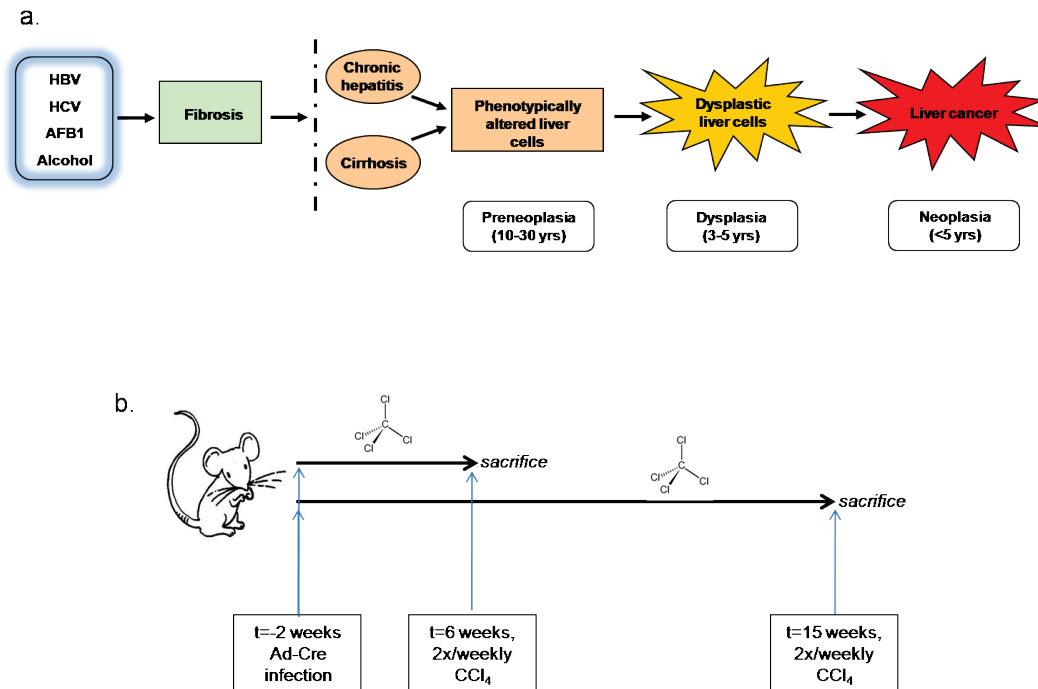 a.
HBV
HCV
AFB1
Alcohol
Fibrosis
Chronic
hepatitis
Cirrhosis
Phenotypically
altered liver
cells
Dysplastic
liver cells
Liver cancer
Preneoplasia
(10-30 yrs)
Dysplasia
(3-5 yrs)
Neoplasia
(<5 yrs)
b.
Cl
C
Cl
Cl
Cl
sacrifice
Cl
C
Cl
Cl
Cl
sacrifice
t=-2 weeks
Ad-Cre
infection
t=6 weeks,
2x/weekly
CCl₄
t=15 weeks,
2x/weekly
CCl₄